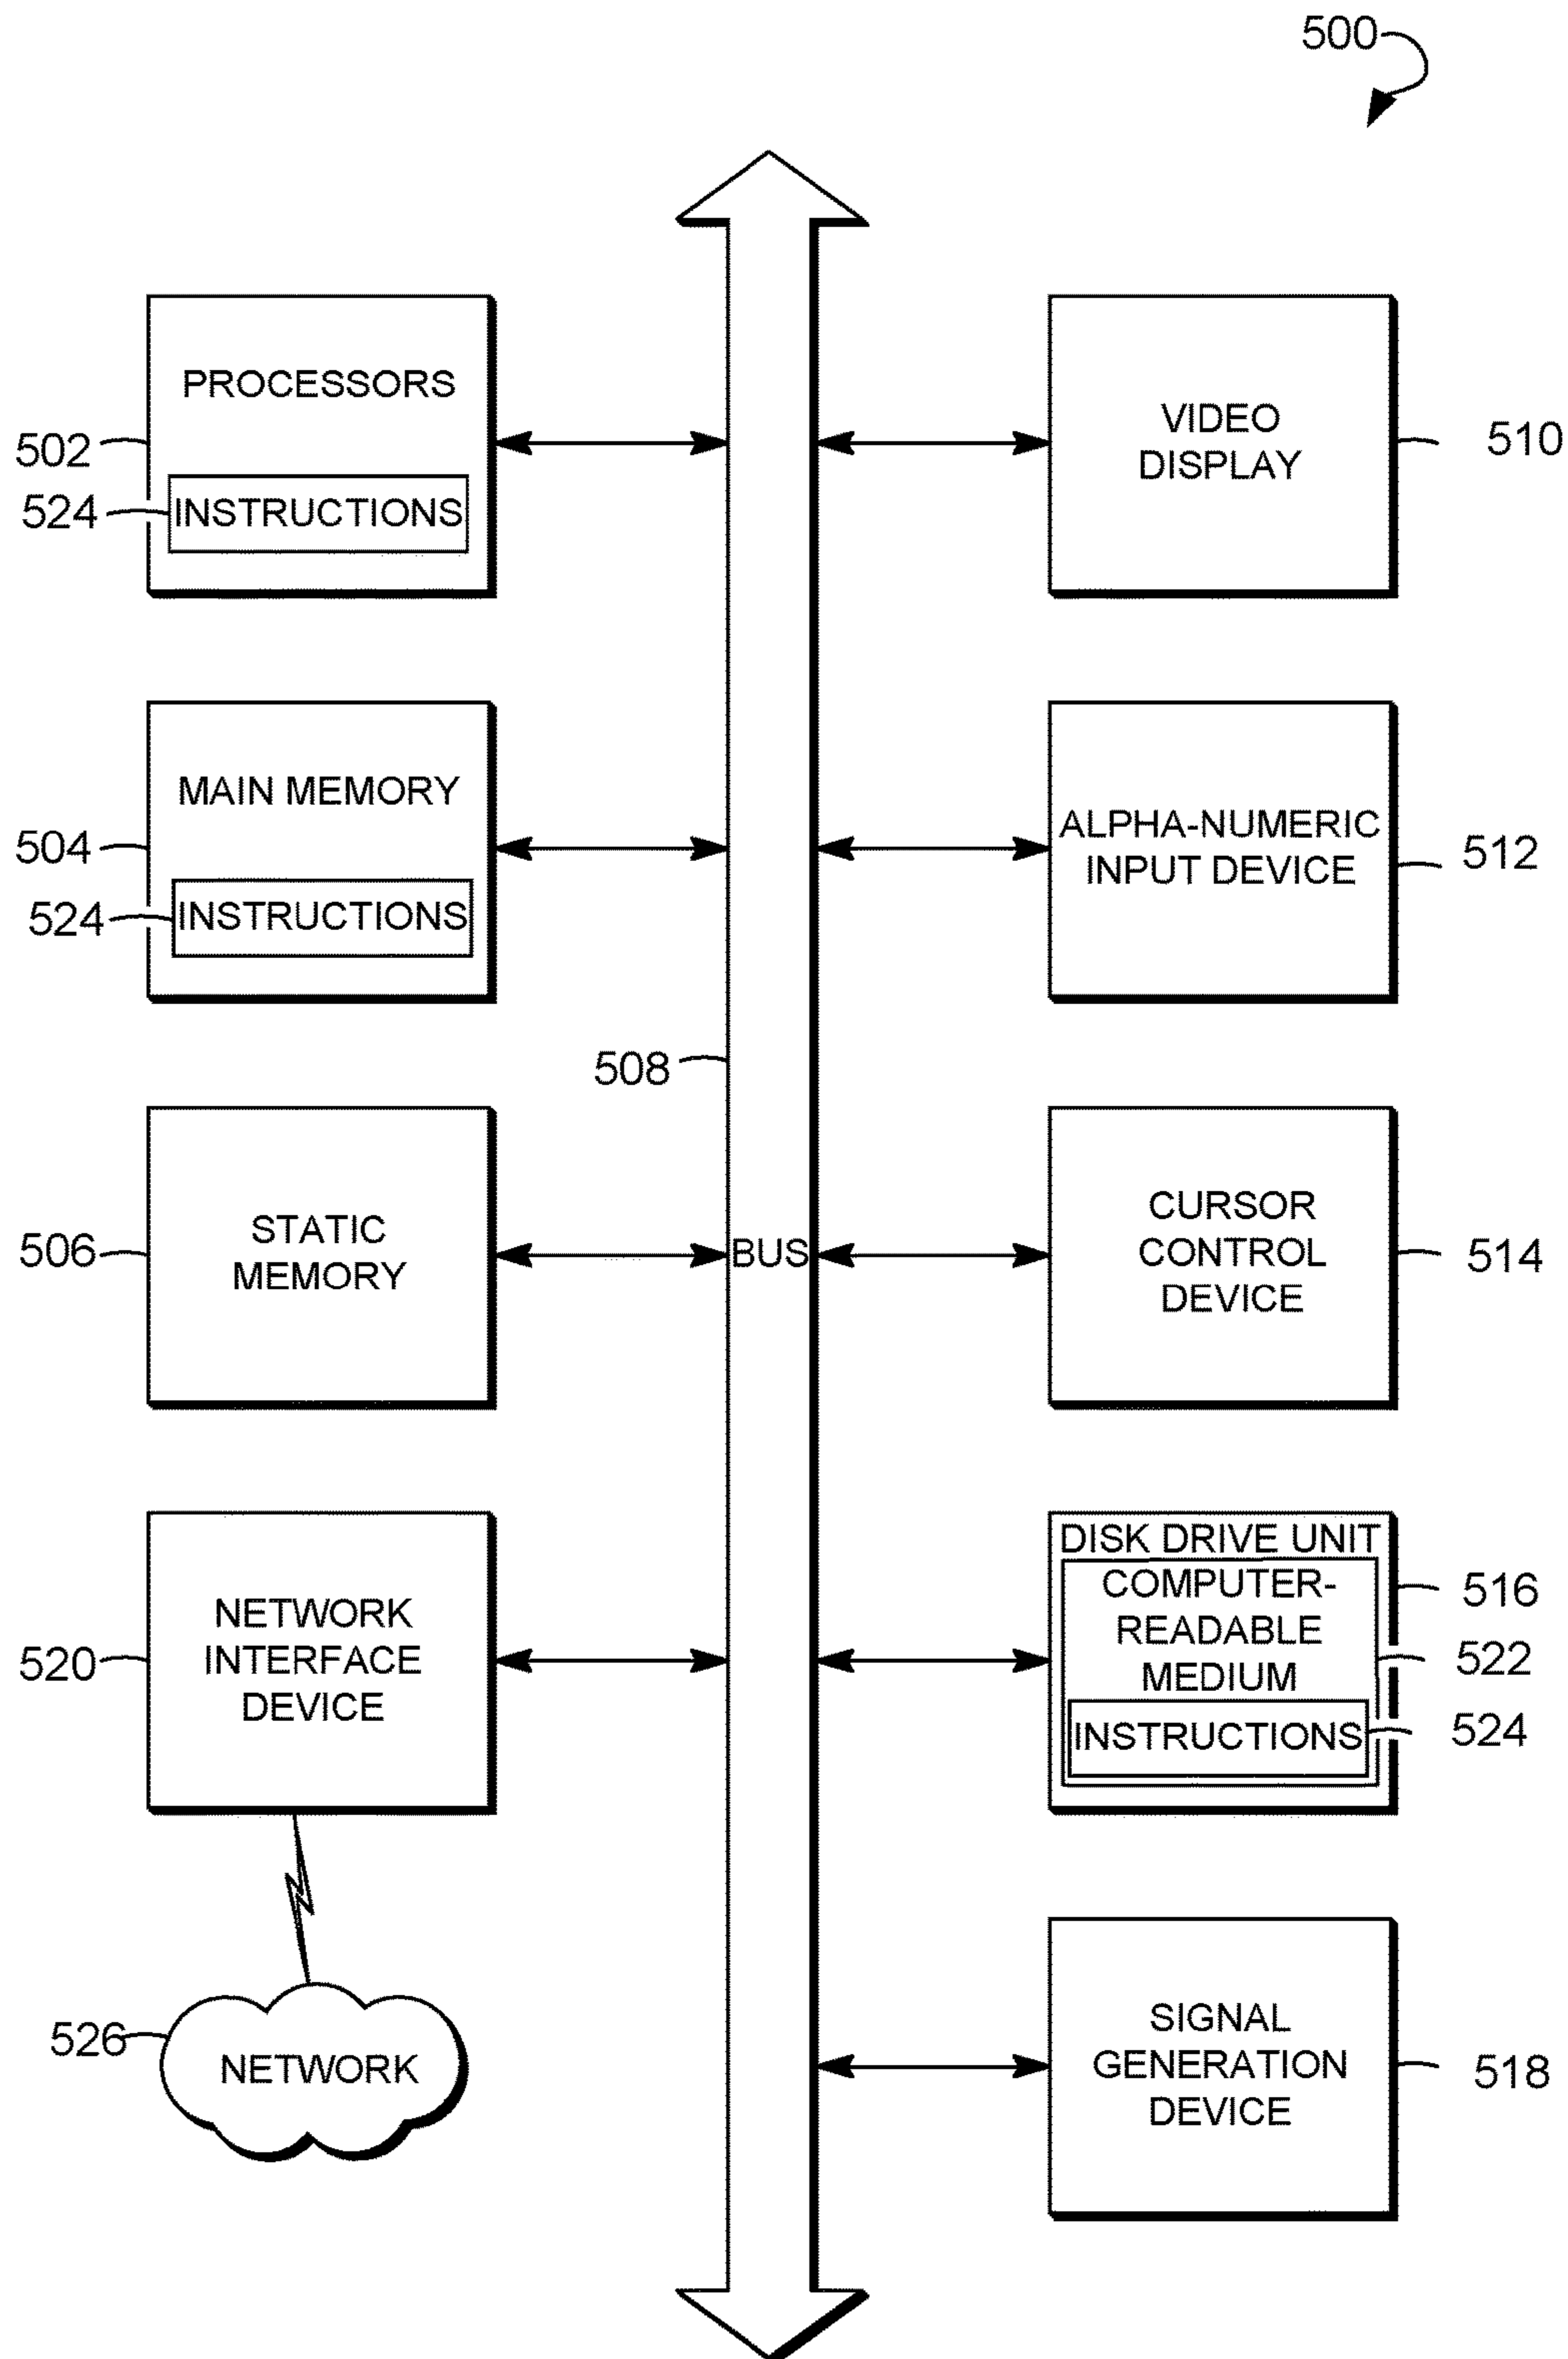 500
PROCESSORS
502
524
INSTRUCTIONS
VIDEO
DISPLAY
510
MAIN MEMORY
504
524
INSTRUCTIONS
ALPHA-NUMERIC
INPUT DEVICE
512
508
STATIC
MEMORY
506
BUS
CURSOR
CONTROL
DEVICE
514
NETWORK
INTERFACE
DEVICE
520
DISK DRIVE UNIT
COMPUTER-
READABLE
MEDIUM
INSTRUCTIONS
516
522
524
526
NETWORK
SIGNAL
GENERATION
DEVICE
518